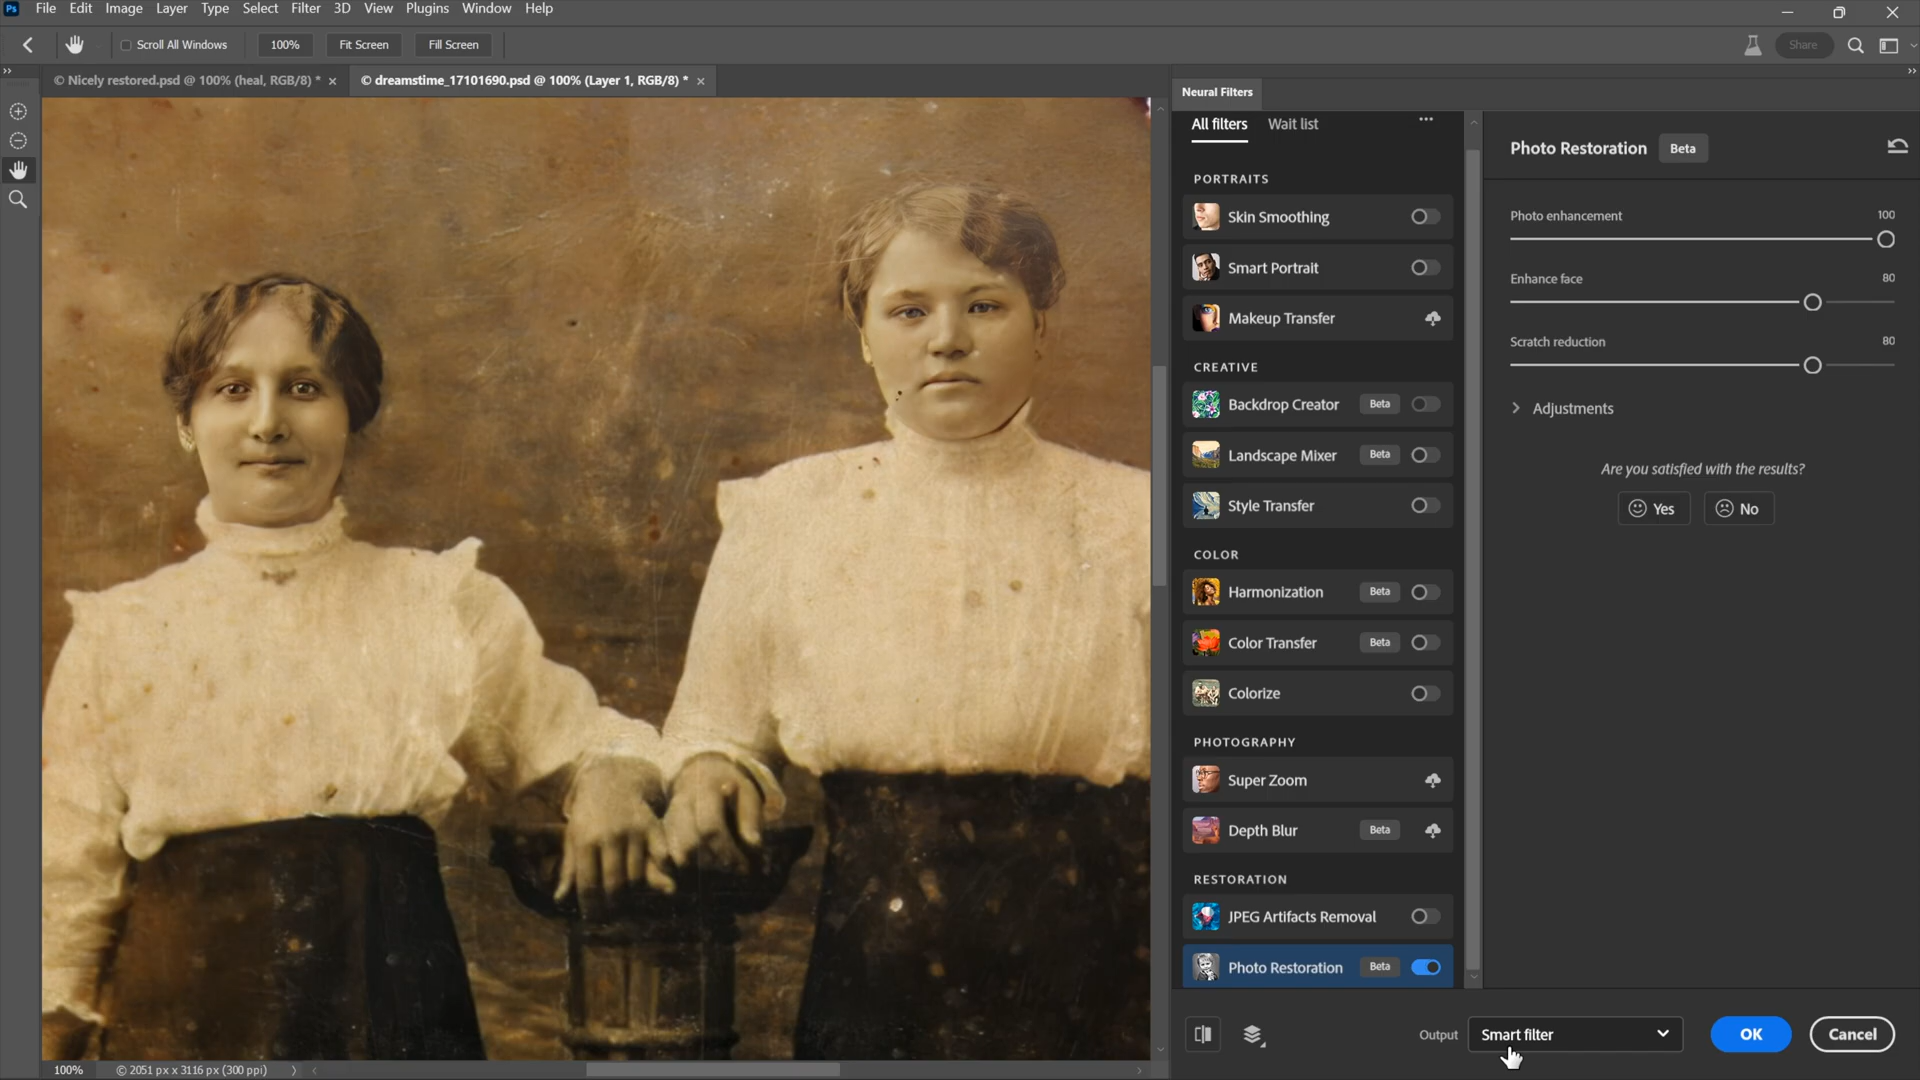 Ps File Edit Image Layer Type Select Filter 3D View Plugins Window Help
Scroll All Windows 100% Fit Screen Fill Screen Share
© Nicely restored.psd @ 100% (heal, RGB/8) * × © dreamstime_17101690.psd @ 100% (Layer 1, RGB/8) * ×
Neural Filters
All filters Wait list
PORTRAITS
Skin Smoothing
Smart Portrait
Makeup Transfer
CREATIVE
Backdrop Creator Beta
Landscape Mixer Beta
Style Transfer
COLOR
Harmonization Beta
Color Transfer Beta
Colorize
PHOTOGRAPHY
Super Zoom
Depth Blur Beta
RESTORATION
JPEG Artifacts Removal
Photo Restoration Beta
Photo Restoration Beta
Photo enhancement 100
Enhance face 80
Scratch reduction 80
Adjustments
Are you satisfied with the results?
Yes No
Output Smart filter OK Cancel
100% © 2051 px x 3116 px (300 ppi)